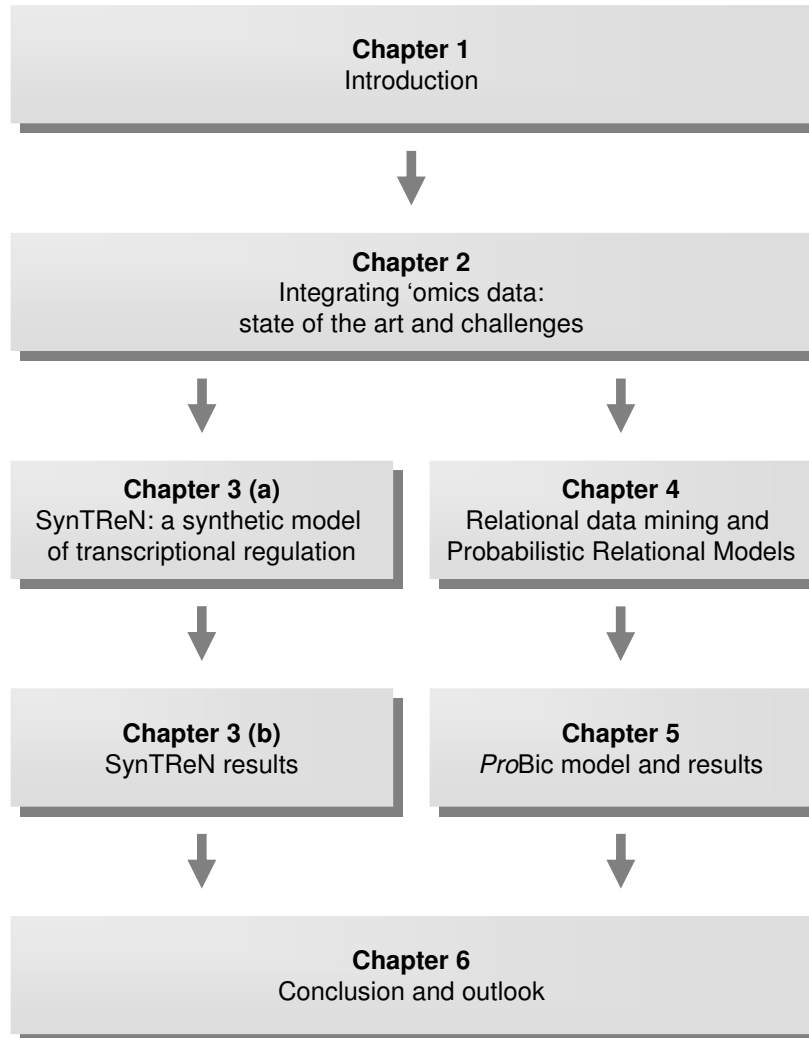 Chapter 1
Introduction
Chapter 2
Integrating ‘omics data:
state of the art and challenges
Chapter 3 (a)
SynTReN: a synthetic model
of transcriptional regulation
Chapter 4
Relational data mining and
Probabilistic Relational Models
Chapter 3 (b)
SynTReN results
Chapter 5
ProBic model and results
Chapter 6
Conclusion and outlook